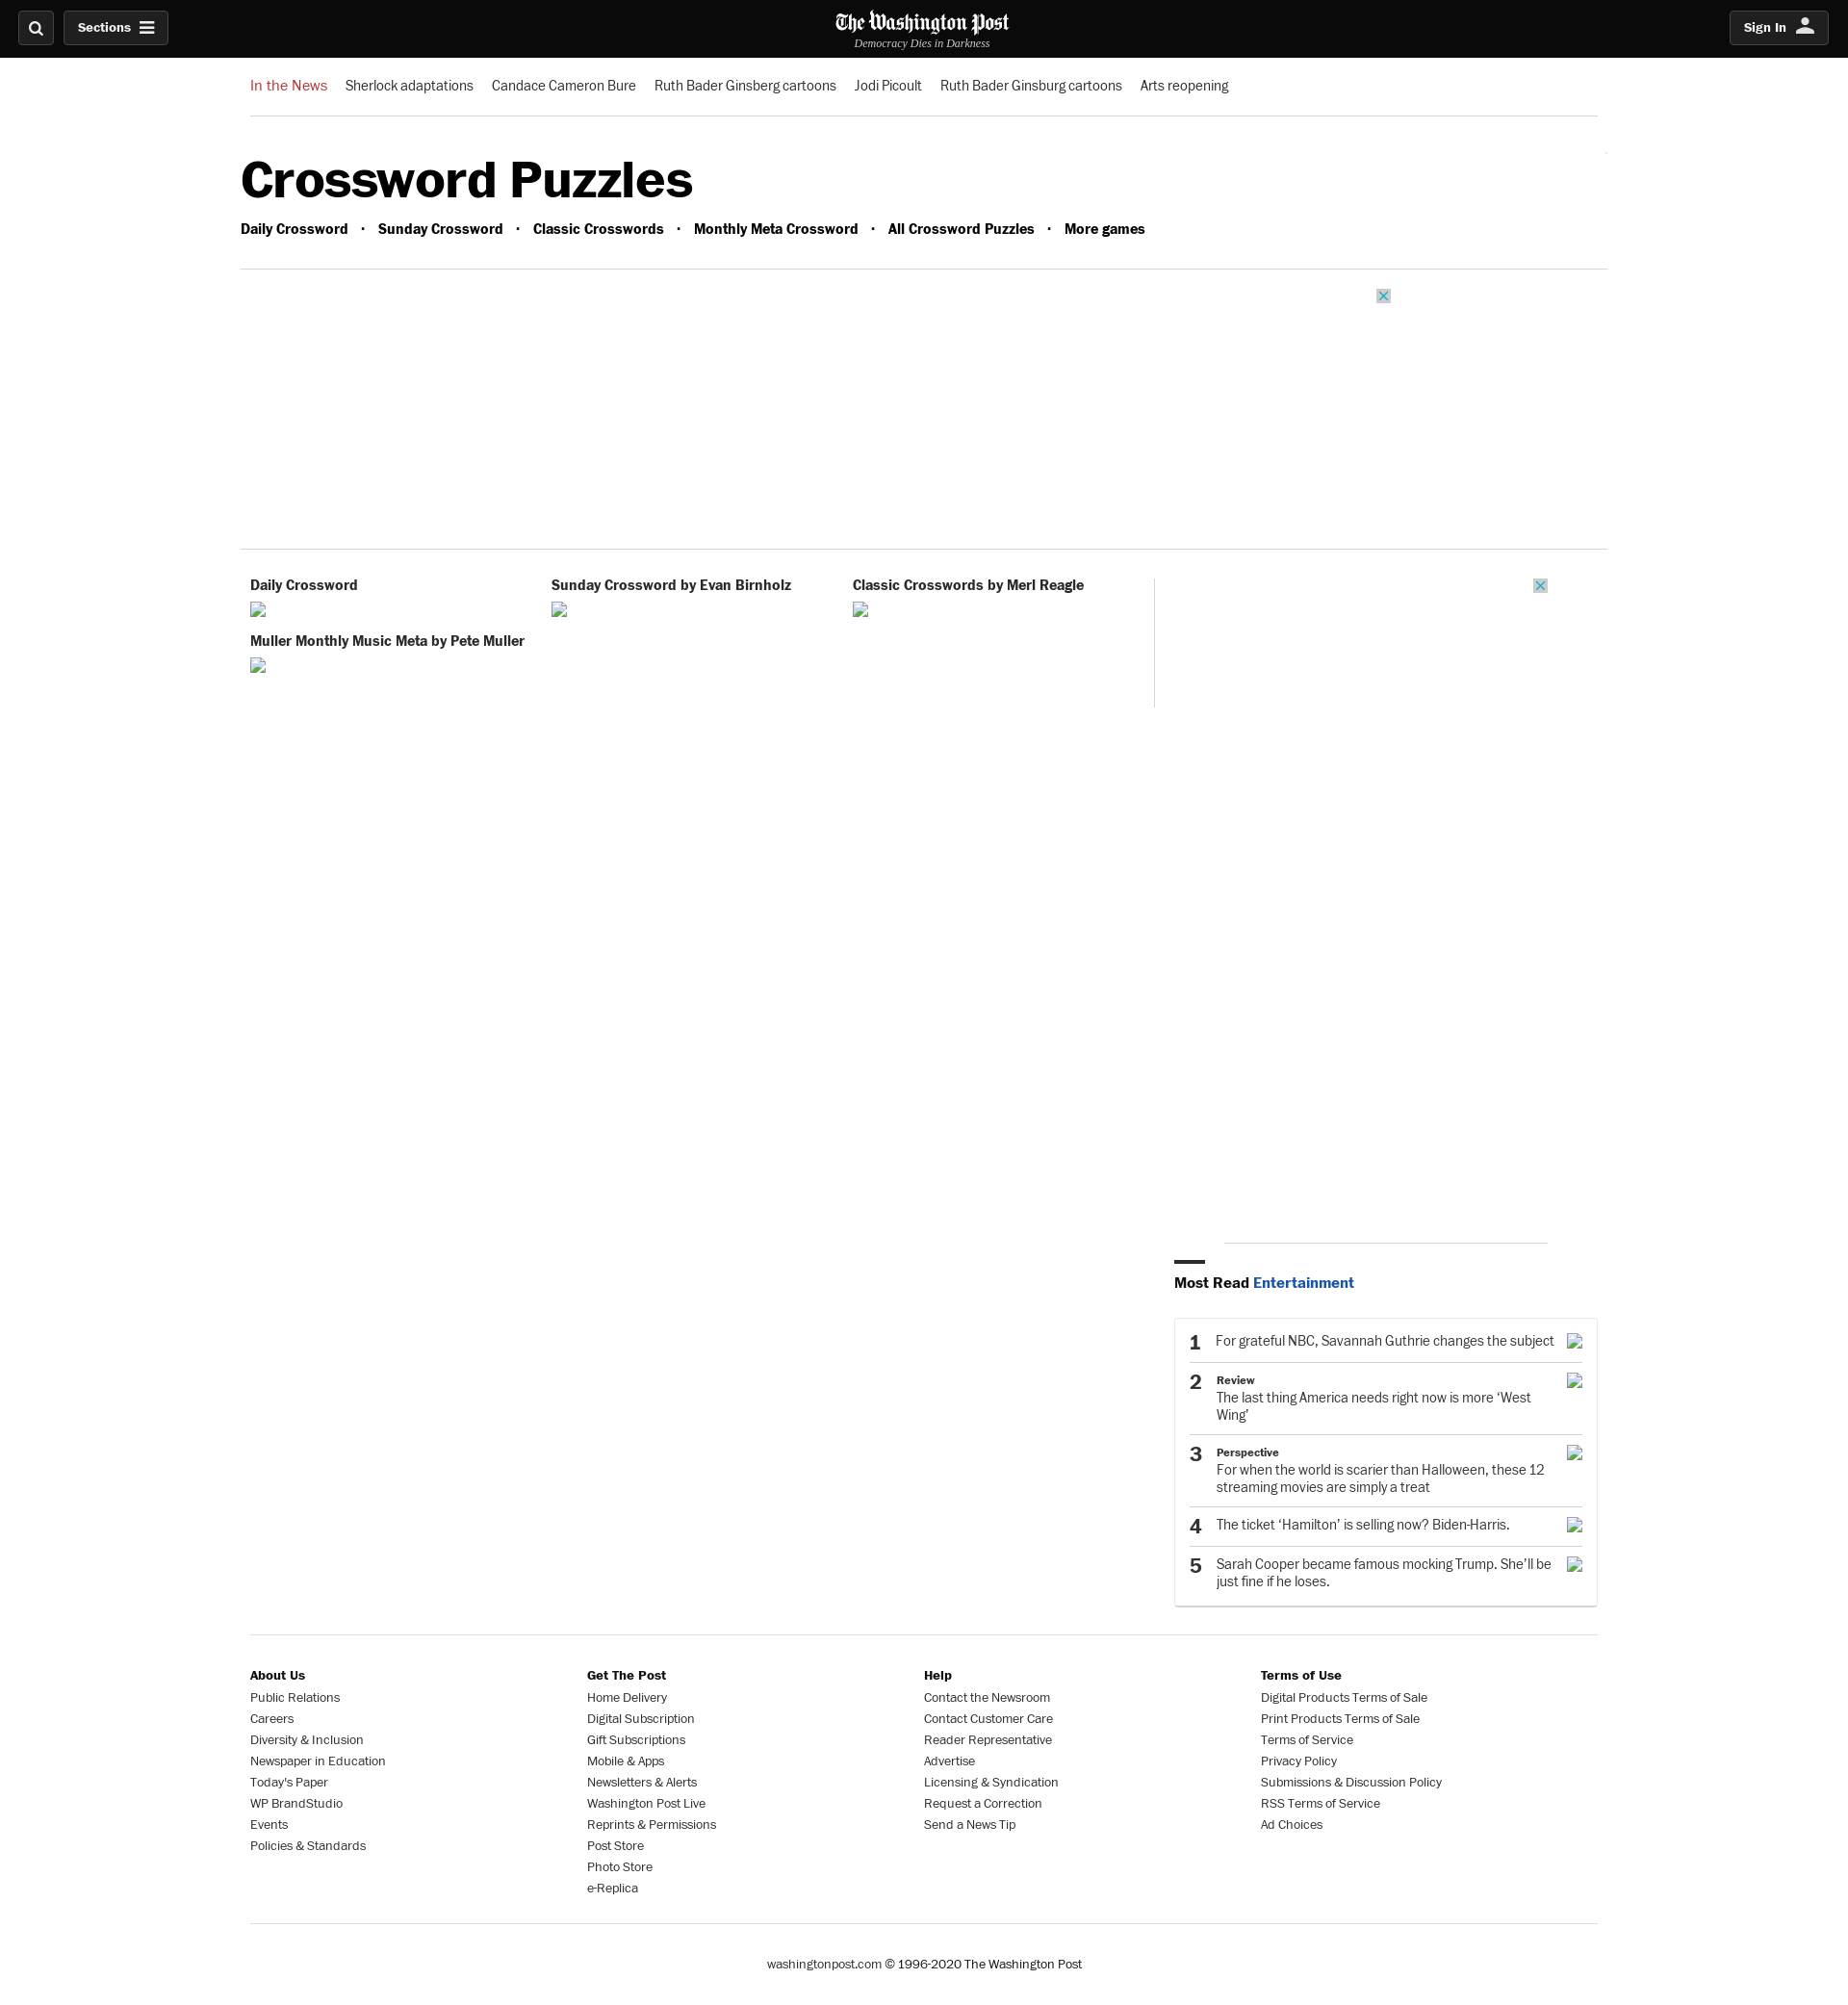 Sections
The Washington Post
Democracy Dies in Darkness
Sign In
In the News Sherlock adaptations Candace Cameron Bure Ruth Bader Ginsberg cartoons Jodi Picoult Ruth Bader Ginsburg cartoons Arts reopening
Crossword Puzzles
Daily Crossword · Sunday Crossword · Classic Crosswords · Monthly Meta Crossword · All Crossword Puzzles · More games
Daily Crossword
Sunday Crossword by Evan Birnholz
Classic Crosswords by Merl Reagle
Muller Monthly Music Meta by Pete Muller
Most Read Entertainment
1 For grateful NBC, Savannah Guthrie changes the subject
2 Review
The last thing America needs right now is more ‘West
Wing’
3 Perspective
For when the world is scarier than Halloween, these 12
streaming movies are simply a treat
4 The ticket ‘Hamilton’ is selling now? Biden-Harris.
5 Sarah Cooper became famous mocking Trump. She’ll be
just fine if he loses.
About Us
Public Relations
Careers
Diversity & Inclusion
Newspaper in Education
Today's Paper
WP BrandStudio
Events
Policies & Standards
Get The Post
Home Delivery
Digital Subscription
Gift Subscriptions
Mobile & Apps
Newsletters & Alerts
Washington Post Live
Reprints & Permissions
Post Store
Photo Store
e-Replica
Help
Contact the Newsroom
Contact Customer Care
Reader Representative
Advertise
Licensing & Syndication
Request a Correction
Send a News Tip
Terms of Use
Digital Products Terms of Sale
Print Products Terms of Sale
Terms of Service
Privacy Policy
Submissions & Discussion Policy
RSS Terms of Service
Ad Choices
washingtonpost.com © 1996-2020 The Washington Post